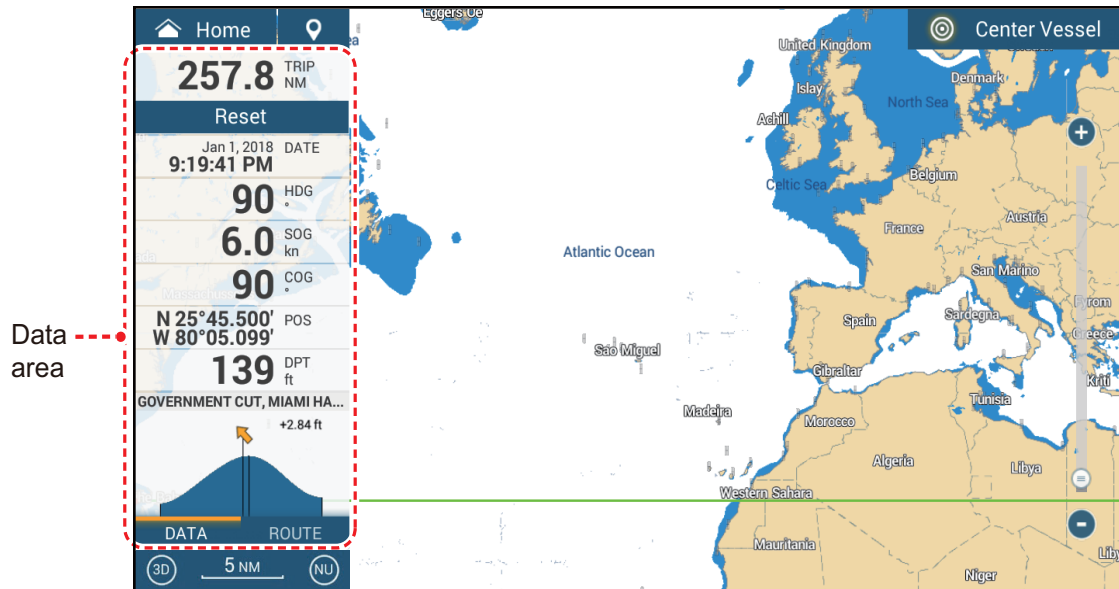 Data
area
Home
257.8 TRIP
NM
Reset
Jan 1, 2018 DATE
9:19:41 PM
90 HDG
°
6.0 SOG
kn
90 COG
°
N 25°45.500' POS
W 80°05.099'
139 DPT
ft
GOVERNMENT CUT, MIAMI HA...
+2.84 ft
DATA ROUTE
3D 5 NM NU
Center Vessel
United Kingdom
Islay
Denmark
North Sea
Achill
Belgium
Celtic Sea
France
Austria
Atlantic Ocean
San Marino
Spain
Sardegna
Fyrom
Greece
São Miguel
Gibraltar
Kriti
Tunisia
Madeira
Morocco
Algeria
Libya
Western Sahara
Mauritania
Niger
+
-